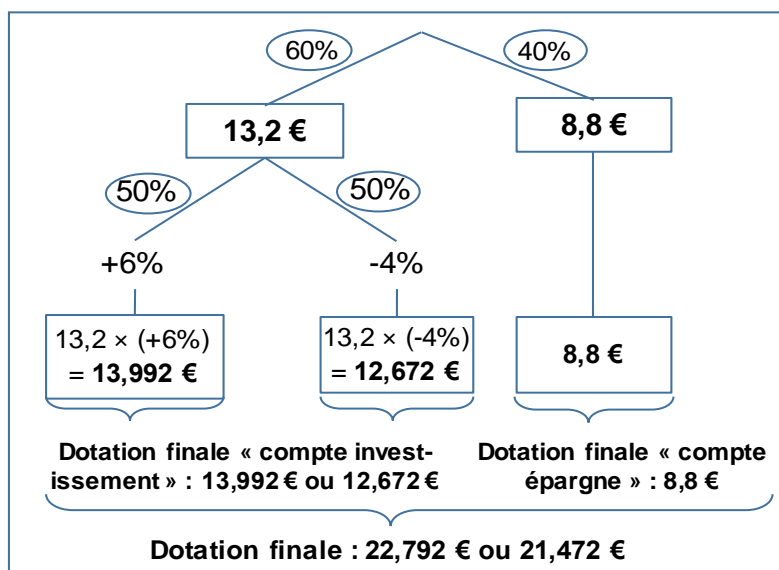 60%
40%
13,2 €
8,8 €
50%
50%
+6%
-4%
13,2 × (+6%)
= 13,992 €
13,2 × (-4%)
= 12,672 €
8,8 €
Dotation finale « compte invest-
issement » : 13,992 € ou 12,672 €
Dotation finale « compte
épargne » : 8,8 €
Dotation finale : 22,792 € ou 21,472 €